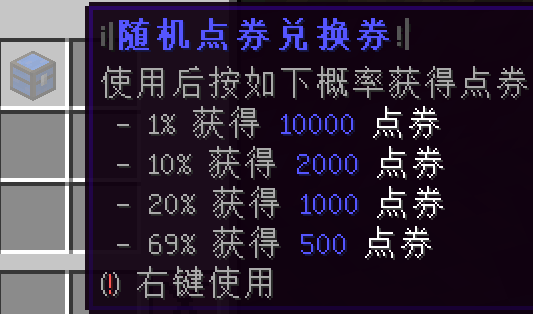 随机点券兑换券
使用后按如下概率获得点券
- 1% 获得 10000 点券
- 10% 获得 2000 点券
- 20% 获得 1000 点券
- 69% 获得 500 点券
(!) 右键使用